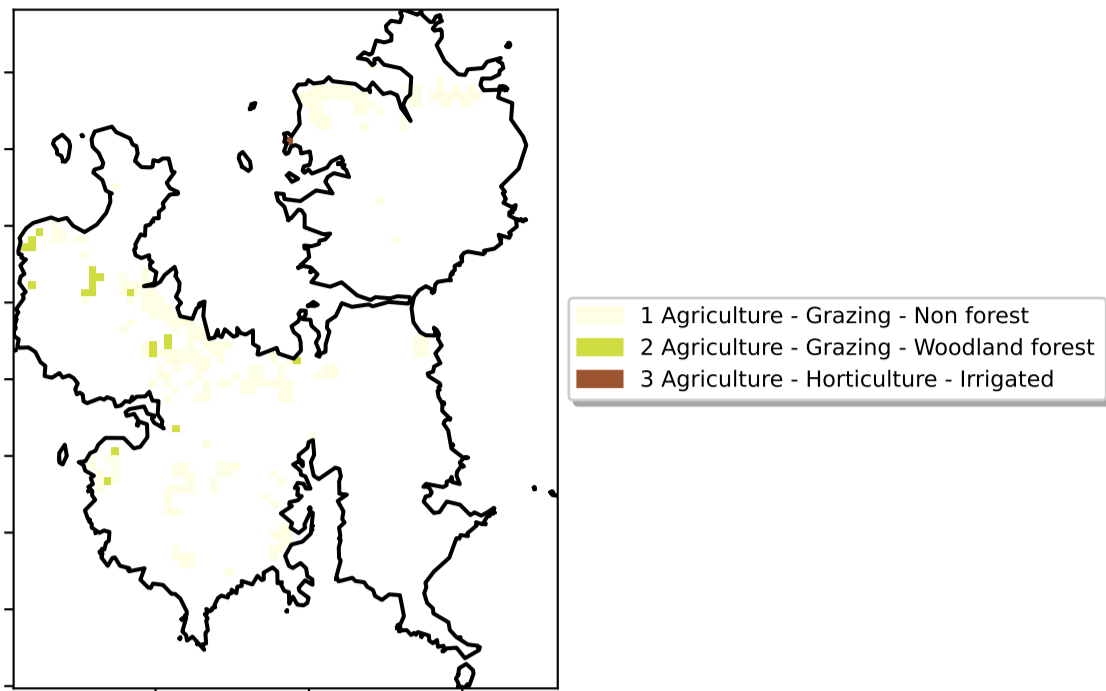 1 Agriculture - Grazing - Non forest
2 Agriculture - Grazing - Woodland forest
3 Agriculture - Horticulture - Irrigated